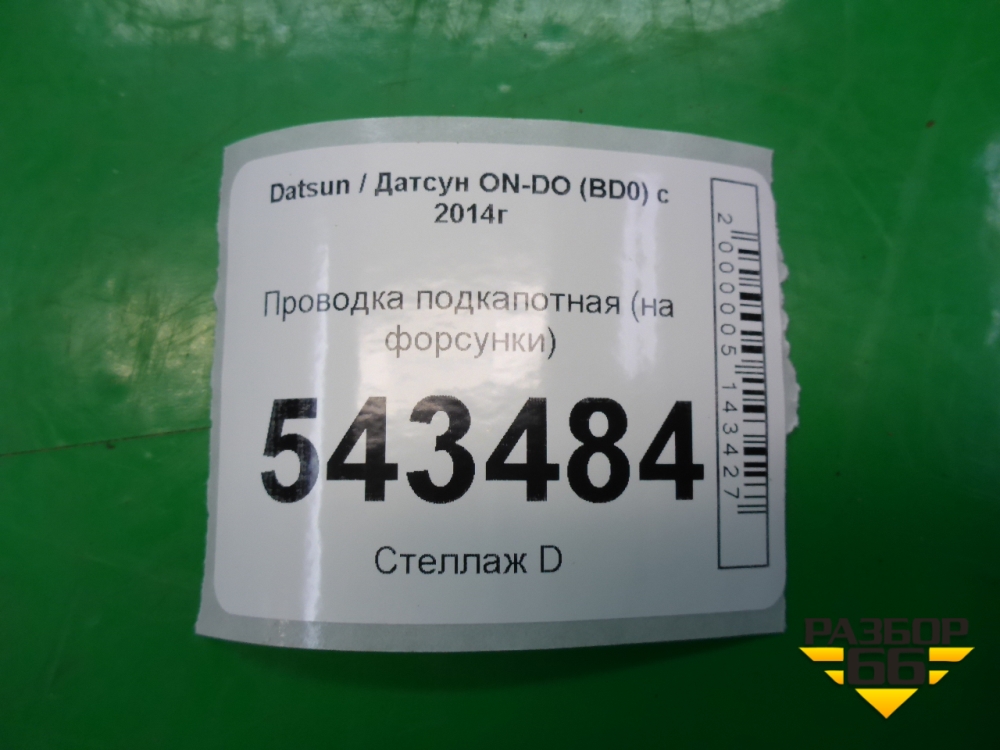 Datsun / Датсун ON-DO (BD0) с
2014г
Проводка подкапотная (на
форсунки)
543484
Стеллаж D
2000005143427
РАЗБОР
66